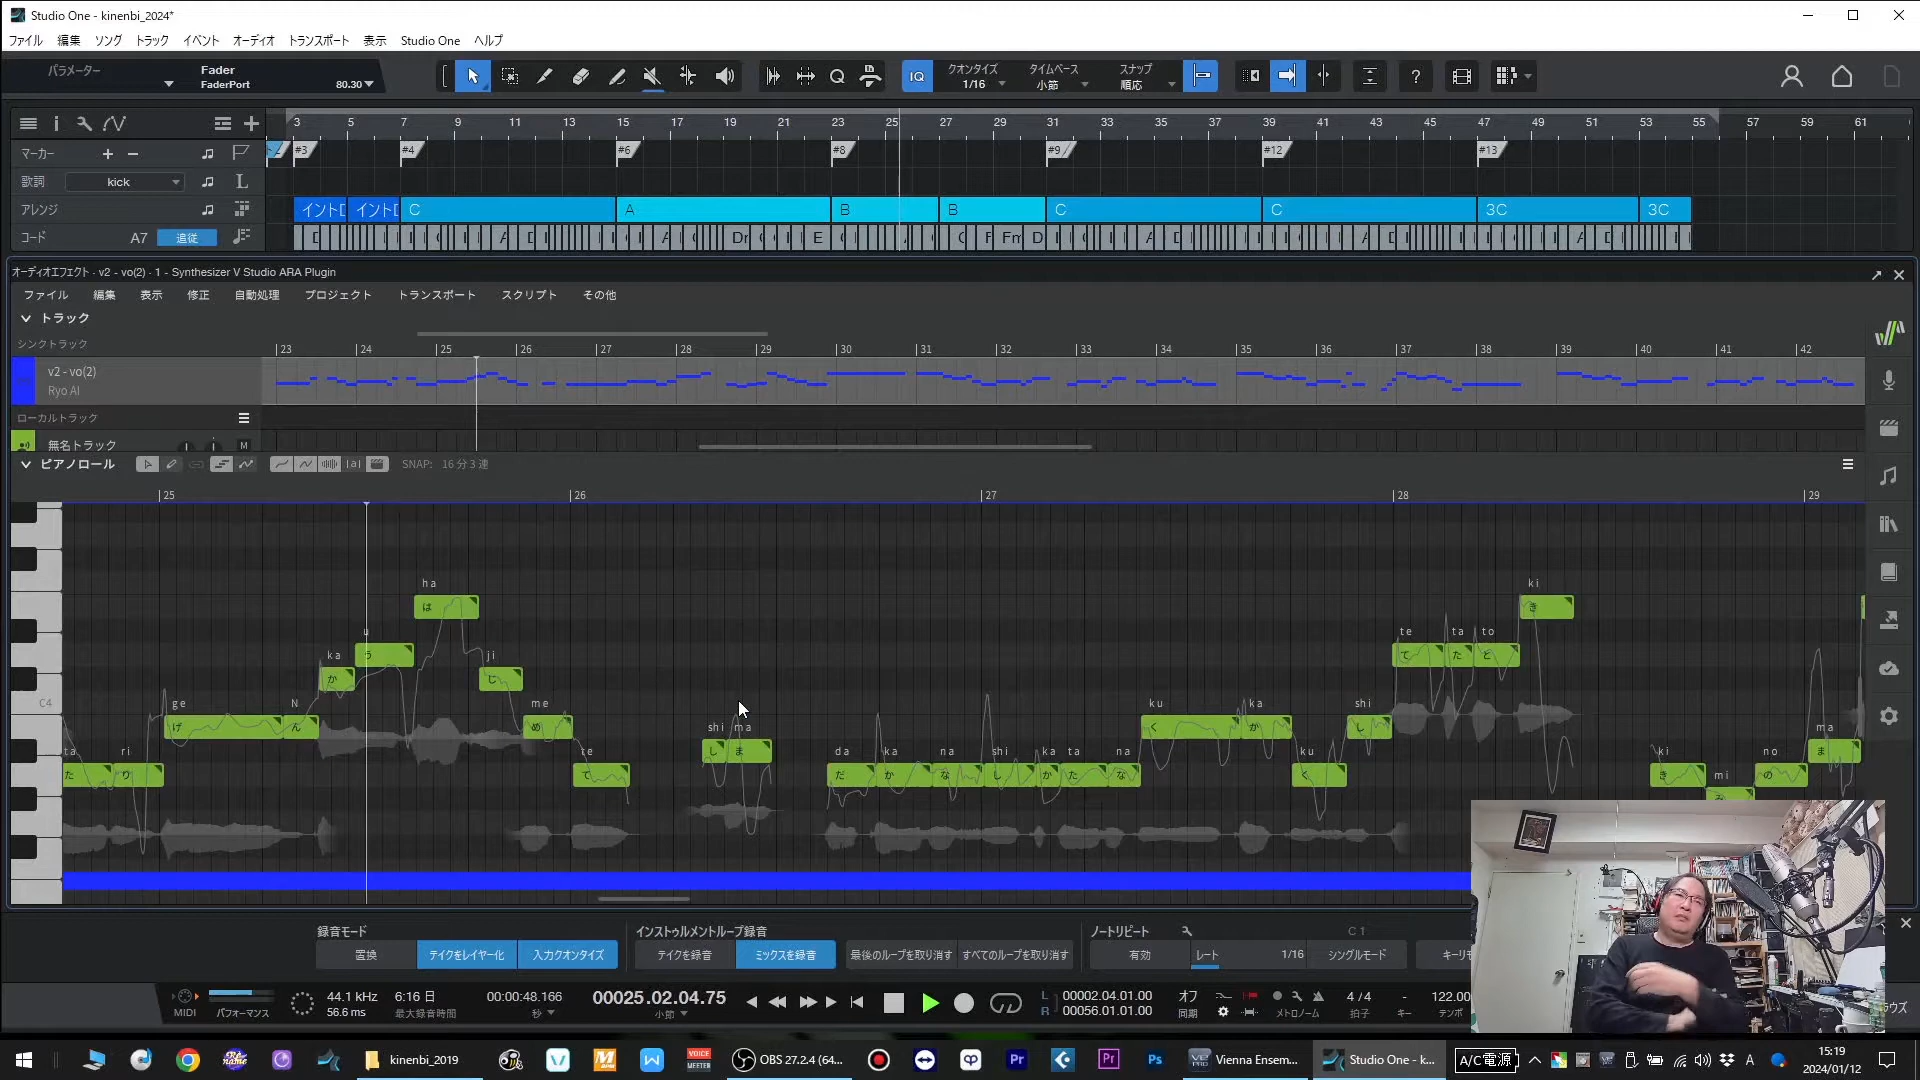 Studio One - kinenbi_2024*
ファイル 編集 ソング トラック イベント オーディオ トランスポート 表示 Studio One ヘルプ
パラメーター
Fader
FaderPort 80.30
IQ
クオンタイズ
1/16
タイムベース
小節
スナップ
順応
3 5 7 9 11 13 15 17 19 21 23 25 27 29 31 33 35 37 39 41 43 45 47 49 51 53 55 57 59 61
マーカー #3 #4 #6 #8 #9 #12 #13
歌詞 kick
アレンジ イント イント C A B B C C 3C 3C
コード A7 追従
オーディオエフェクト - v2 - vo(2) - 1 - Synthesizer V Studio ARA Plugin
ファイル 編集 表示 修正 自動処理 プロジェクト トランスポート スクリプト その他
トラック
シンクトラック
23 24 25 26 27 28 29 30 31 32 33 34 35 36 37 38 39 40 41 42
v2 - vo(2)
Ryo AI
ローカルトラック
無名トラック M
ピアノロール SNAP: 16 分 3 連
25 26 27 28 29
ha ki
は き
u te ta to
う て た と
ka ji
か じ
C4 ge N me shi ma ku ka shi ma
げ ん め し ま く か し ま
ta ri te da ka na shi ka ta na ku ki mi no
た り て だ か な し か た な く き み の
録音モード
置換 テイクをレイヤー化 入力クオンタイズ
インストゥルメントループ録音
テイクを録音 ミックスを録音 最後のループを取り消す すべてのループを取り消す
ノートリピート C 1
有効 レート 1/16 シングルモード
MIDI
パフォーマンス
44.1 kHz
56.6 ms
6:16 日
最大録音時間
00:00:48.166
秒
00025.02.04.75
小節
L 00002.04.01.00
R 00056.01.01.00
オフ
同期
メトロノーム
4 / 4
拍子
-
キー
122.00
テンポ
kinenbi_2019
OBS 27.2.4 (64...
Vienna Ensem...
Studio One - k...
A/C電源
A
15:19
2024/01/12